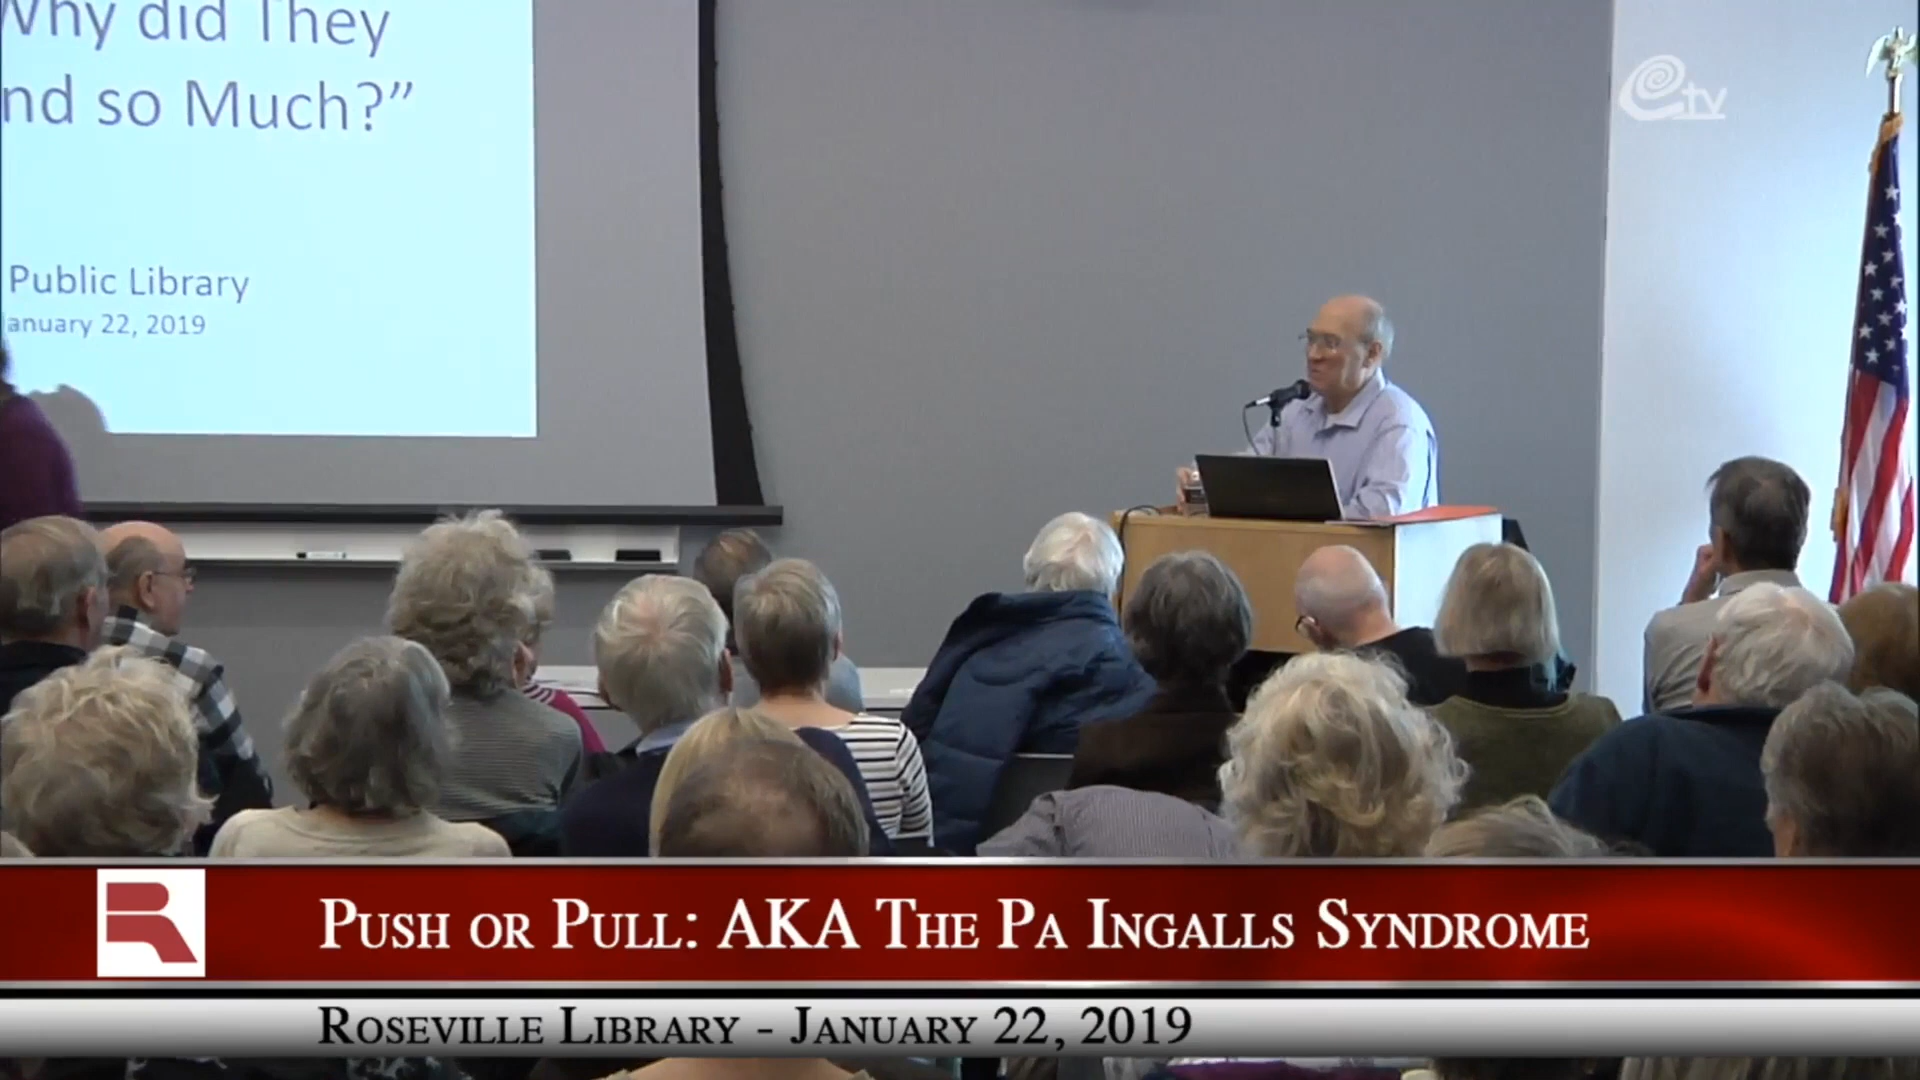 Why did They
nd so Much?”
Public Library
anuary 22, 2019
etv
R
PUSH OR PULL: AKA THE PA INGALLS SYNDROME
ROSEVILLE LIBRARY - JANUARY 22, 2019